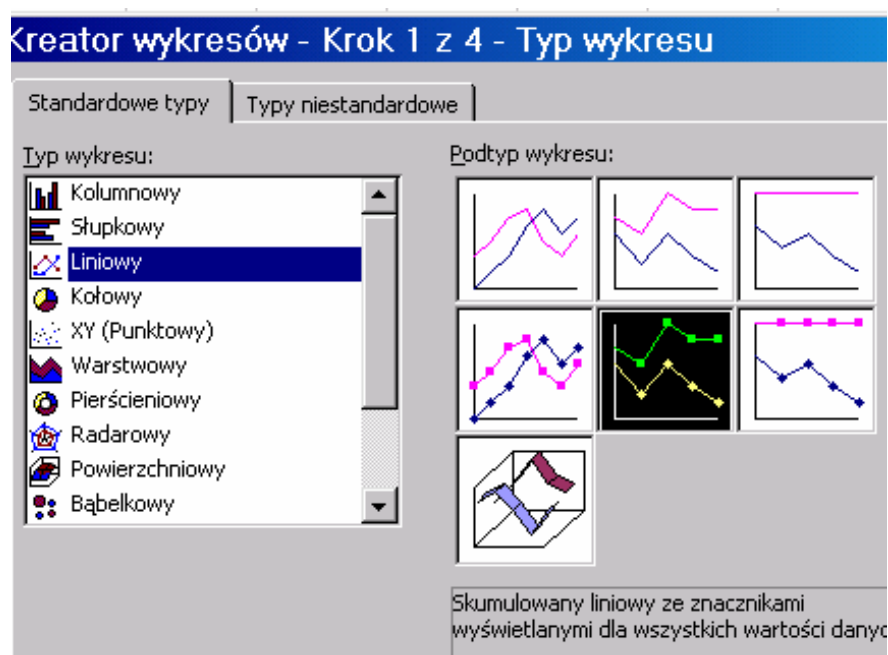 Kreator wykresów - Krok 1 z 4 - Typ wykresu
Standardowe typy
Typy niestandardowe
Typ wykresu:
Kolumnowy
Słupkowy
Liniowy
Kołowy
XY (Punktowy)
Warstwowy
Pierścieniowy
Radarowy
Powierzchniowy
Bąbelkowy
Podtyp wykresu:
Skumulowany liniowy ze znacznikami
wyświetlanymi dla wszystkich wartości